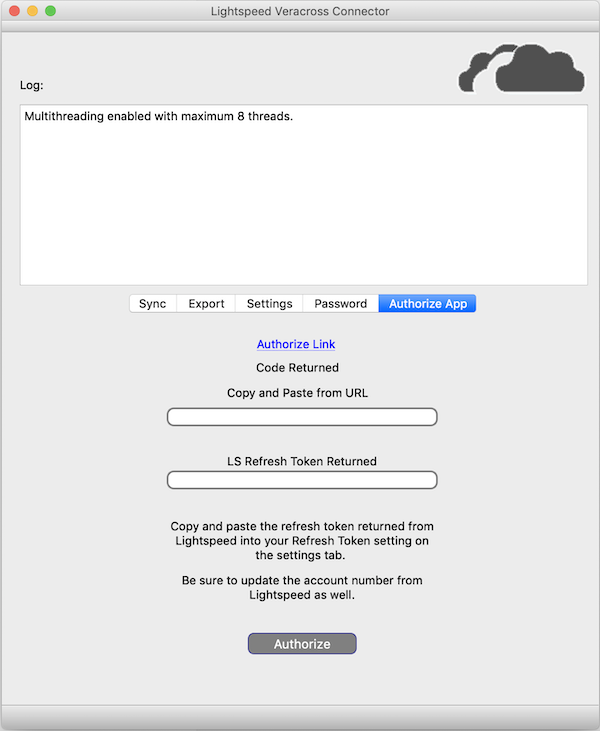 Lightspeed Veracross Connector
Log:
Multithreading enabled with maximum 8 threads.
Sync Export Settings Password Authorize App
Authorize Link
Code Returned
Copy and Paste from URL
LS Refresh Token Returned
Copy and paste the refresh token returned from
Lightspeed into your Refresh Token setting on
the settings tab.
Be sure to update the account number from
Lightspeed as well.
Authorize